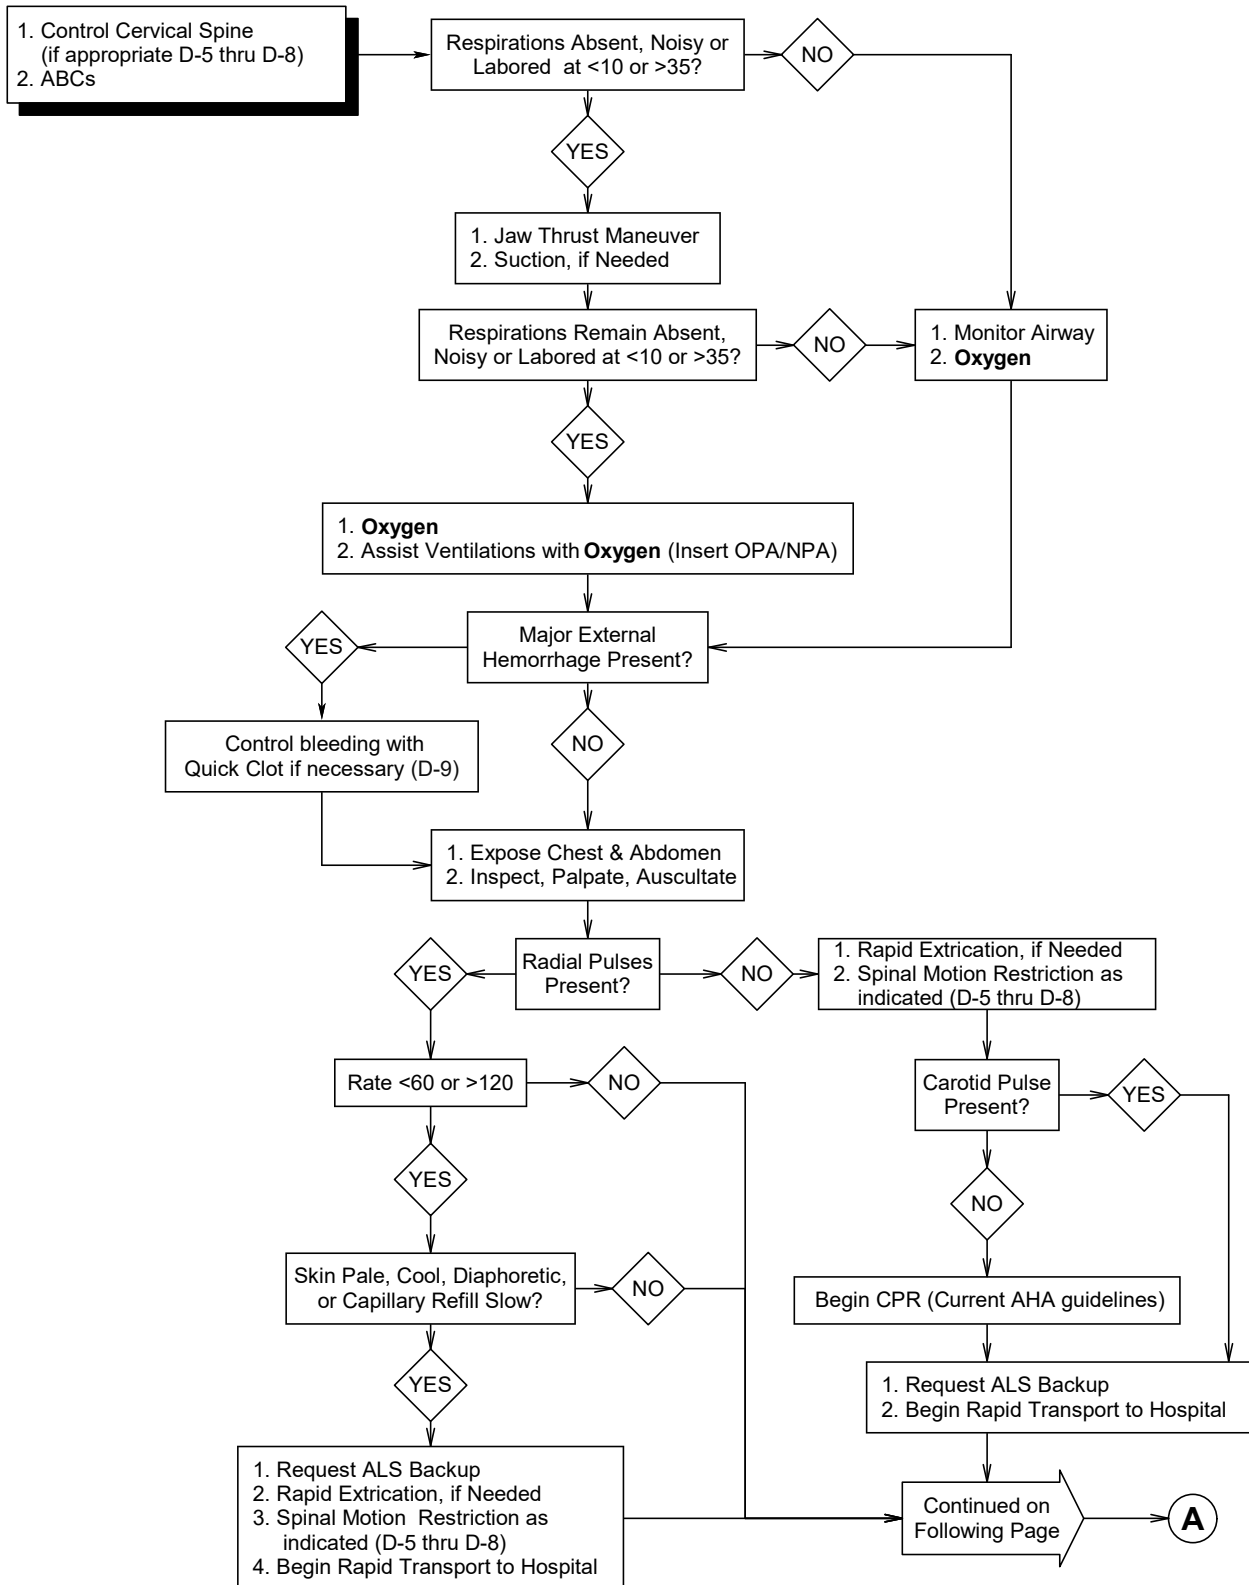 1. Control Cervical Spine
(if appropriate D-5 thru D-8)
2. ABCs
Respirations Absent, Noisy or
Labored at <10 or >35?
NO
YES
1. Jaw Thrust Maneuver
2. Suction, if Needed
Respirations Remain Absent,
Noisy or Labored at <10 or >35?
NO
1. Monitor Airway
2. Oxygen
YES
1. Oxygen
2. Assist Ventilations with Oxygen (Insert OPA/NPA)
Major External
Hemorrhage Present?
YES
Control bleeding with
Quick Clot if necessary (D-9)
NO
1. Expose Chest & Abdomen
2. Inspect, Palpate, Auscultate
Radial Pulses
Present?
YES
NO
1. Rapid Extrication, if Needed
2. Spinal Motion Restriction as
indicated (D-5 thru D-8)
Rate <60 or >120
NO
Carotid Pulse
Present?
YES
YES
NO
Skin Pale, Cool, Diaphoretic,
or Capillary Refill Slow?
NO
Begin CPR (Current AHA guidelines)
YES
1. Request ALS Backup
2. Begin Rapid Transport to Hospital
1. Request ALS Backup
2. Rapid Extrication, if Needed
3. Spinal Motion Restriction as
indicated (D-5 thru D-8)
4. Begin Rapid Transport to Hospital
Continued on
Following Page
A